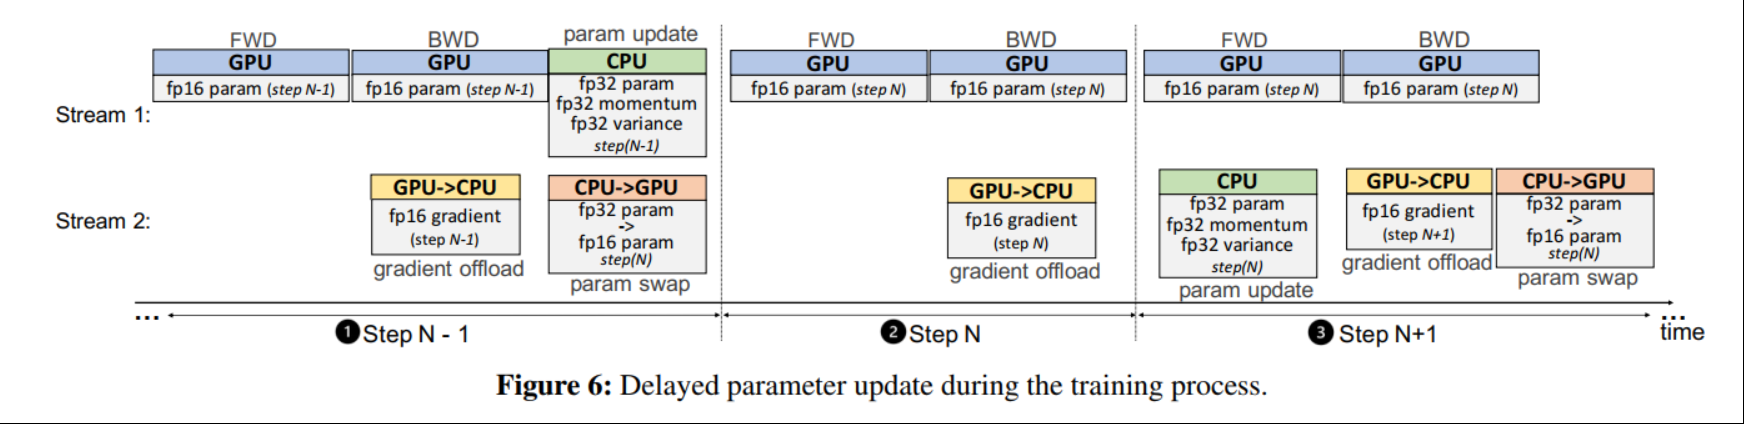 FWD
BWD
param update
FWD
BWD
FWD
BWD
GPU
GPU
CPU
GPU
GPU
GPU
GPU
fp16 param (step N-1)
fp16 param (step N-1)
fp32 param
fp32 momentum
fp32 variance
step(N-1)
fp16 param (step N)
fp16 param (step N)
fp16 param (step N)
fp16 param (step N)
Stream 1:
Stream 2:
GPU->CPU
fp16 gradient
(step N-1)
gradient offload
CPU->GPU
fp32 param
->
fp16 param
step(N)
param swap
GPU->CPU
fp16 gradient
(step N)
gradient offload
CPU
fp32 param
fp32 momentum
fp32 variance
step(N)
param update
GPU->CPU
fp16 gradient
(step N+1)
gradient offload
CPU->GPU
fp32 param
->
fp16 param
step(N)
param swap
...
1 Step N - 1
2 Step N
3 Step N+1
...
time
Figure 6: Delayed parameter update during the training process.